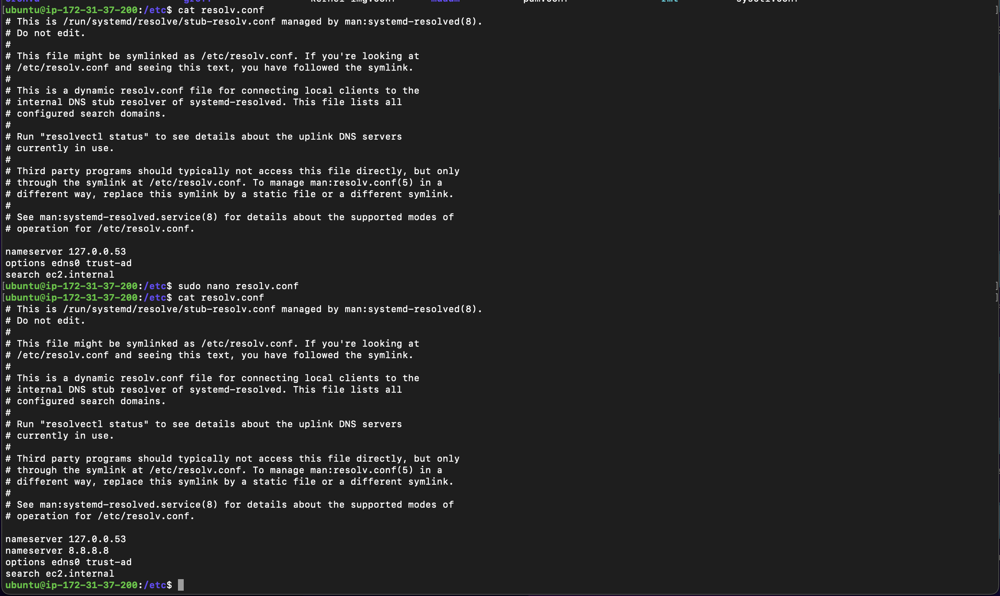 [ubuntu@ip-172-31-37-200:/etc$ cat resolv.conf ]
# This is /run/systemd/resolve/stub-resolv.conf managed by man:systemd-resolved(8).
# Do not edit.
#
# This file might be symlinked as /etc/resolv.conf. If you're looking at
# /etc/resolv.conf and seeing this text, you have followed the symlink.
#
# This is a dynamic resolv.conf file for connecting local clients to the
# internal DNS stub resolver of systemd-resolved. This file lists all
# configured search domains.
#
# Run "resolvectl status" to see details about the uplink DNS servers
# currently in use.
#
# Third party programs should typically not access this file directly, but only
# through the symlink at /etc/resolv.conf. To manage man:resolv.conf(5) in a
# different way, replace this symlink by a static file or a different symlink.
#
# See man:systemd-resolved.service(8) for details about the supported modes of
# operation for /etc/resolv.conf.

nameserver 127.0.0.53
options edns0 trust-ad
search ec2.internal
[ubuntu@ip-172-31-37-200:/etc$ sudo nano resolv.conf ]
[ubuntu@ip-172-31-37-200:/etc$ cat resolv.conf ]
# This is /run/systemd/resolve/stub-resolv.conf managed by man:systemd-resolved(8).
# Do not edit.
#
# This file might be symlinked as /etc/resolv.conf. If you're looking at
# /etc/resolv.conf and seeing this text, you have followed the symlink.
#
# This is a dynamic resolv.conf file for connecting local clients to the
# internal DNS stub resolver of systemd-resolved. This file lists all
# configured search domains.
#
# Run "resolvectl status" to see details about the uplink DNS servers
# currently in use.
#
# Third party programs should typically not access this file directly, but only
# through the symlink at /etc/resolv.conf. To manage man:resolv.conf(5) in a
# different way, replace this symlink by a static file or a different symlink.
#
# See man:systemd-resolved.service(8) for details about the supported modes of
# operation for /etc/resolv.conf.

nameserver 127.0.0.53
nameserver 8.8.8.8
options edns0 trust-ad
search ec2.internal
ubuntu@ip-172-31-37-200:/etc$